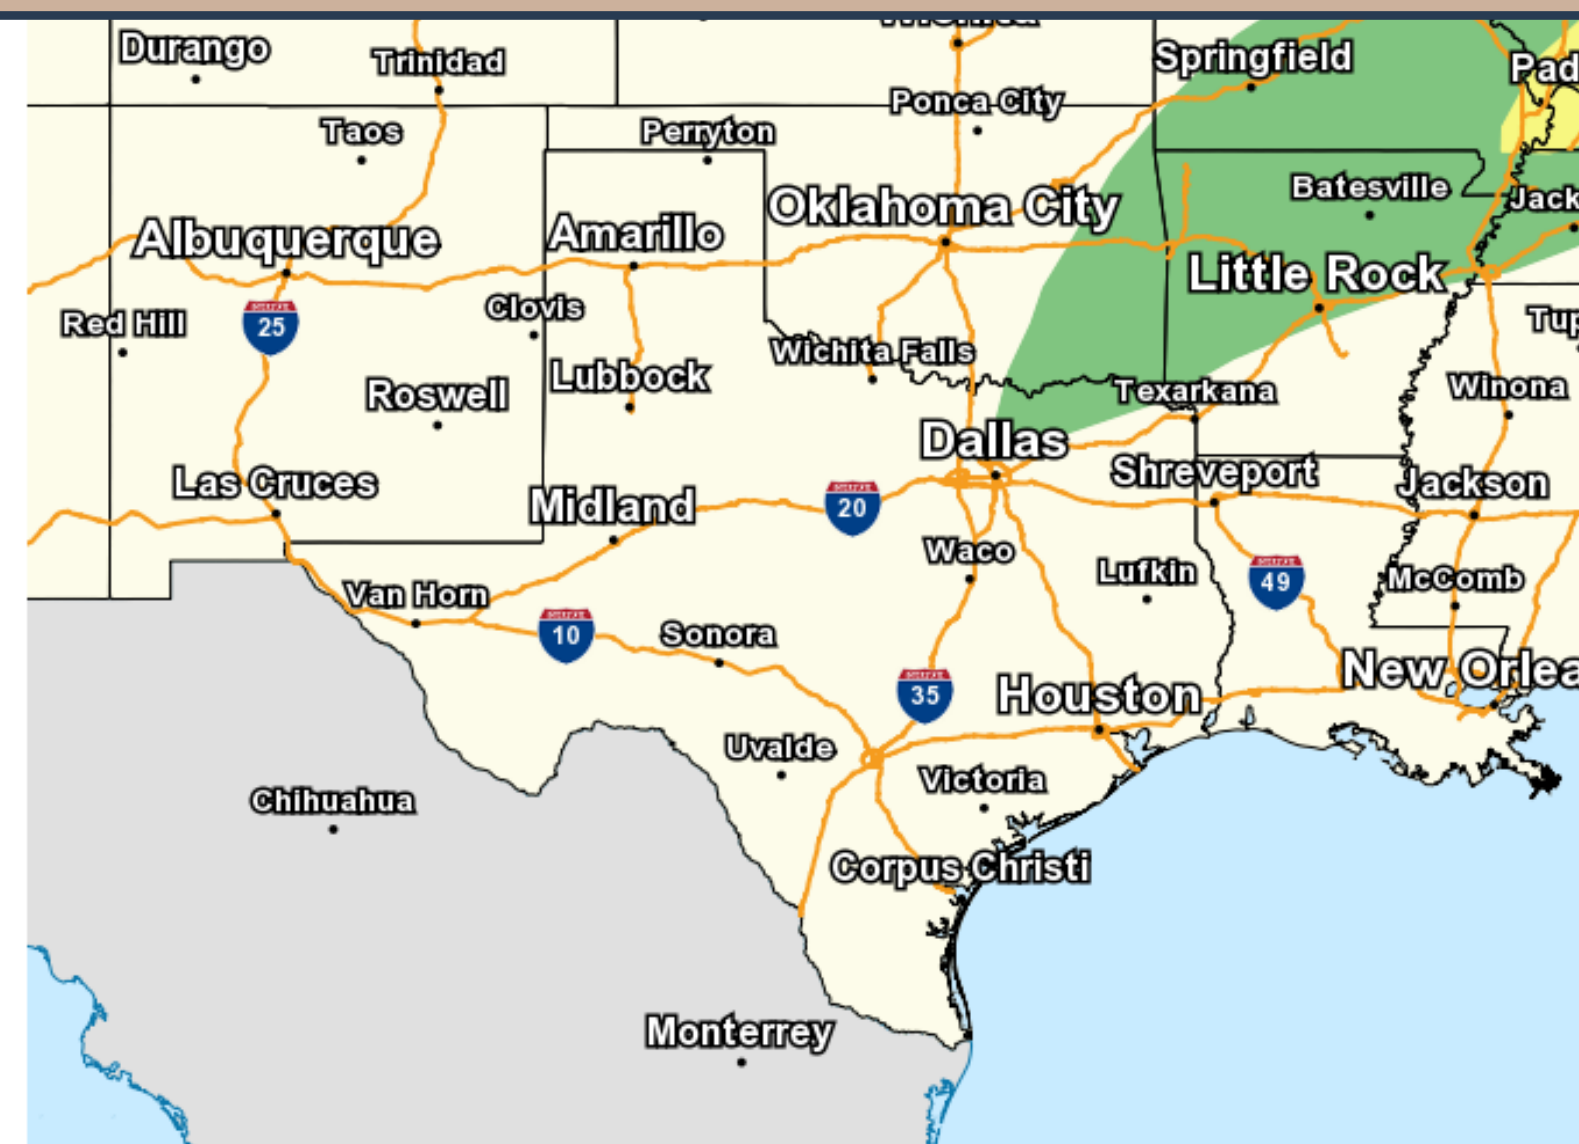 Durango
Trinidad
Springfield
Pad
Ponca City
Taos
Perryton
Batesville
Jack
Oklahoma City
Albuquerque
Amarillo
Little Rock
Clovis
Red Hill
25
Tup
Wichita Falls
Lubbock
Roswell
Texarkana
Winona
Dallas
Las Cruces
Midland
20
Shreveport
Jackson
Waco
Lufkin
49
McComb
Van Horn
10
Sonora
35
Houston
New Orlea
Uvalde
Victoria
Chihuahua
Corpus Christi
Monterrey